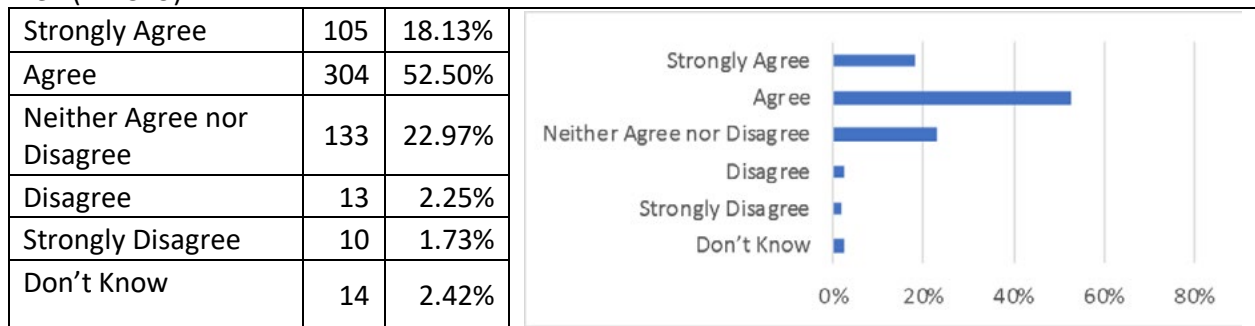 Strongly Agree 105 18.13%
Agree 304 52.50%
Neither Agree nor
Disagree 133 22.97%
Disagree 13 2.25%
Strongly Disagree 10 1.73%
Don’t Know 14 2.42%
Strongly Agree
Agree
Neither Agree nor Disagree
Disagree
Strongly Disagree
Don’t Know
0% 20% 40% 60% 80%